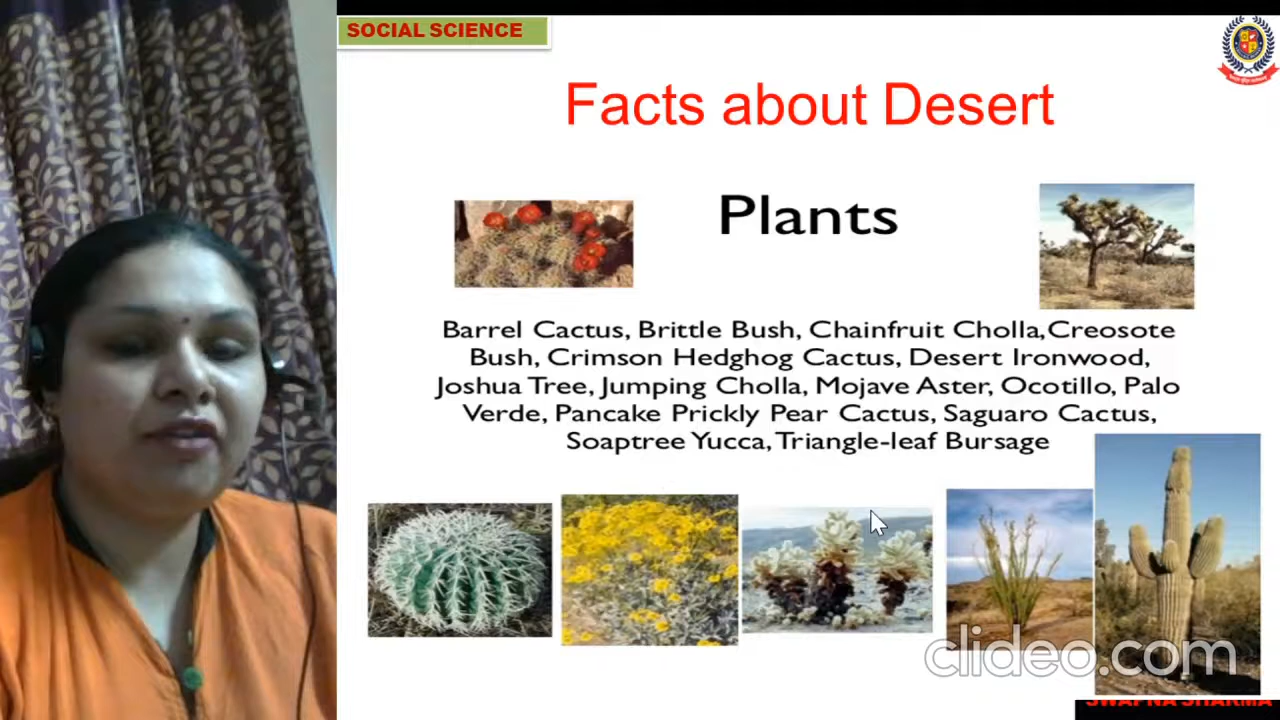 SOCIAL SCIENCE
Facts about Desert
Plants
Barrel Cactus, Brittle Bush, Chainfruit Cholla,Creosote
Bush, Crimson Hedghog Cactus, Desert Ironwood,
Joshua Tree, Jumping Cholla, Mojave Aster, Ocotillo, Palo
Verde, Pancake Prickly Pear Cactus, Saguaro Cactus,
Soaptree Yucca, Triangle-leaf Bursage
clideo.com
SWAPNA SHARMA